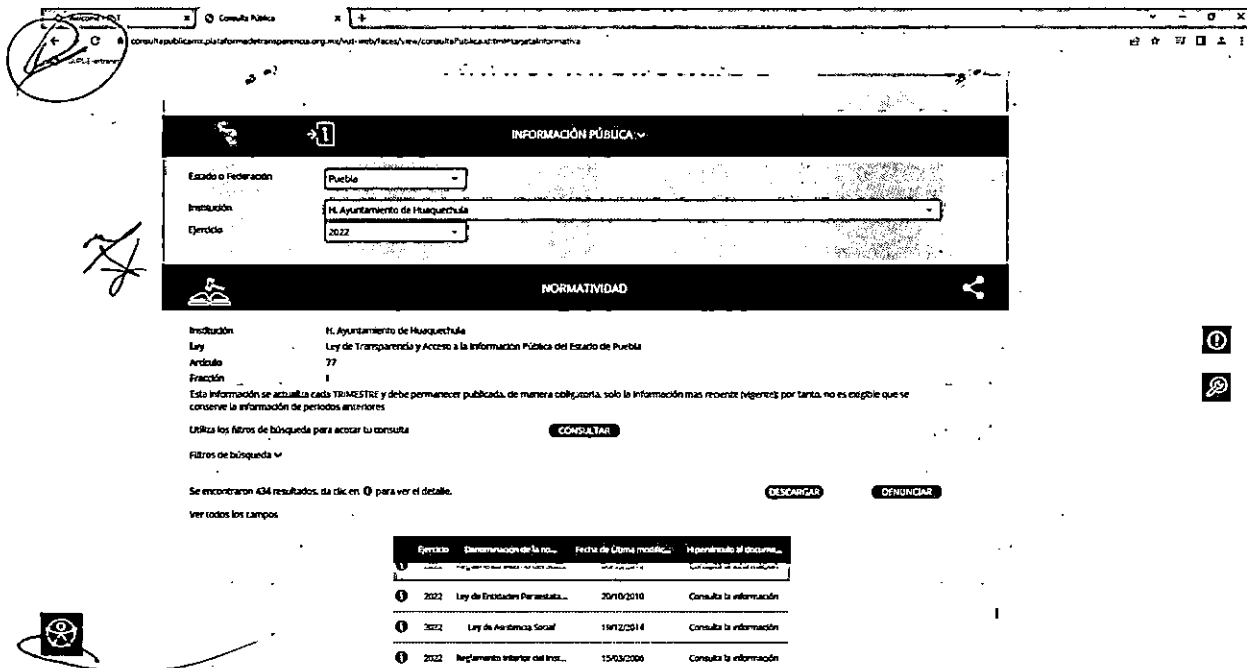 Consulta Pública
consultapublicamx.plataformadetransparencia.org.mx/vut-web/faces/view/consultaPublica.xhtml#tarjetaInformativa
INFORMACIÓN PÚBLICA
Estado o Federación Puebla
Institución H. Ayuntamiento de Huaquechula
Ejercicio 2022
NORMATIVIDAD
Institución H. Ayuntamiento de Huaquechula
Ley Ley de Transparencia y Acceso a la Información Pública del Estado de Puebla
Artículo 77
Fracción I
Esta información se actualiza cada TRIMESTRE y debe permanecer publicada, de manera obligatoria, solo la información mas reciente (vigente); por tanto, no es exigible que se
conserve la información de periodos anteriores
Utiliza los filtros de búsqueda para acotar tu consulta CONSULTAR
Filtros de búsqueda
Se encontraron 434 resultados, da clic en i para ver el detalle. DESCARGAR DENUNCIAR
Ver todos los campos
Ejercicio Denominación de la no... Fecha de Última modific... Hipervínculo al docume...
2022 Ley de Entidades Paraestata... 20/10/2010 Consulta la información
2022 Ley de Asistencia Social 19/12/2014 Consulta la información
2022 Reglamento Interior del Inst... 15/03/2006 Consulta la información